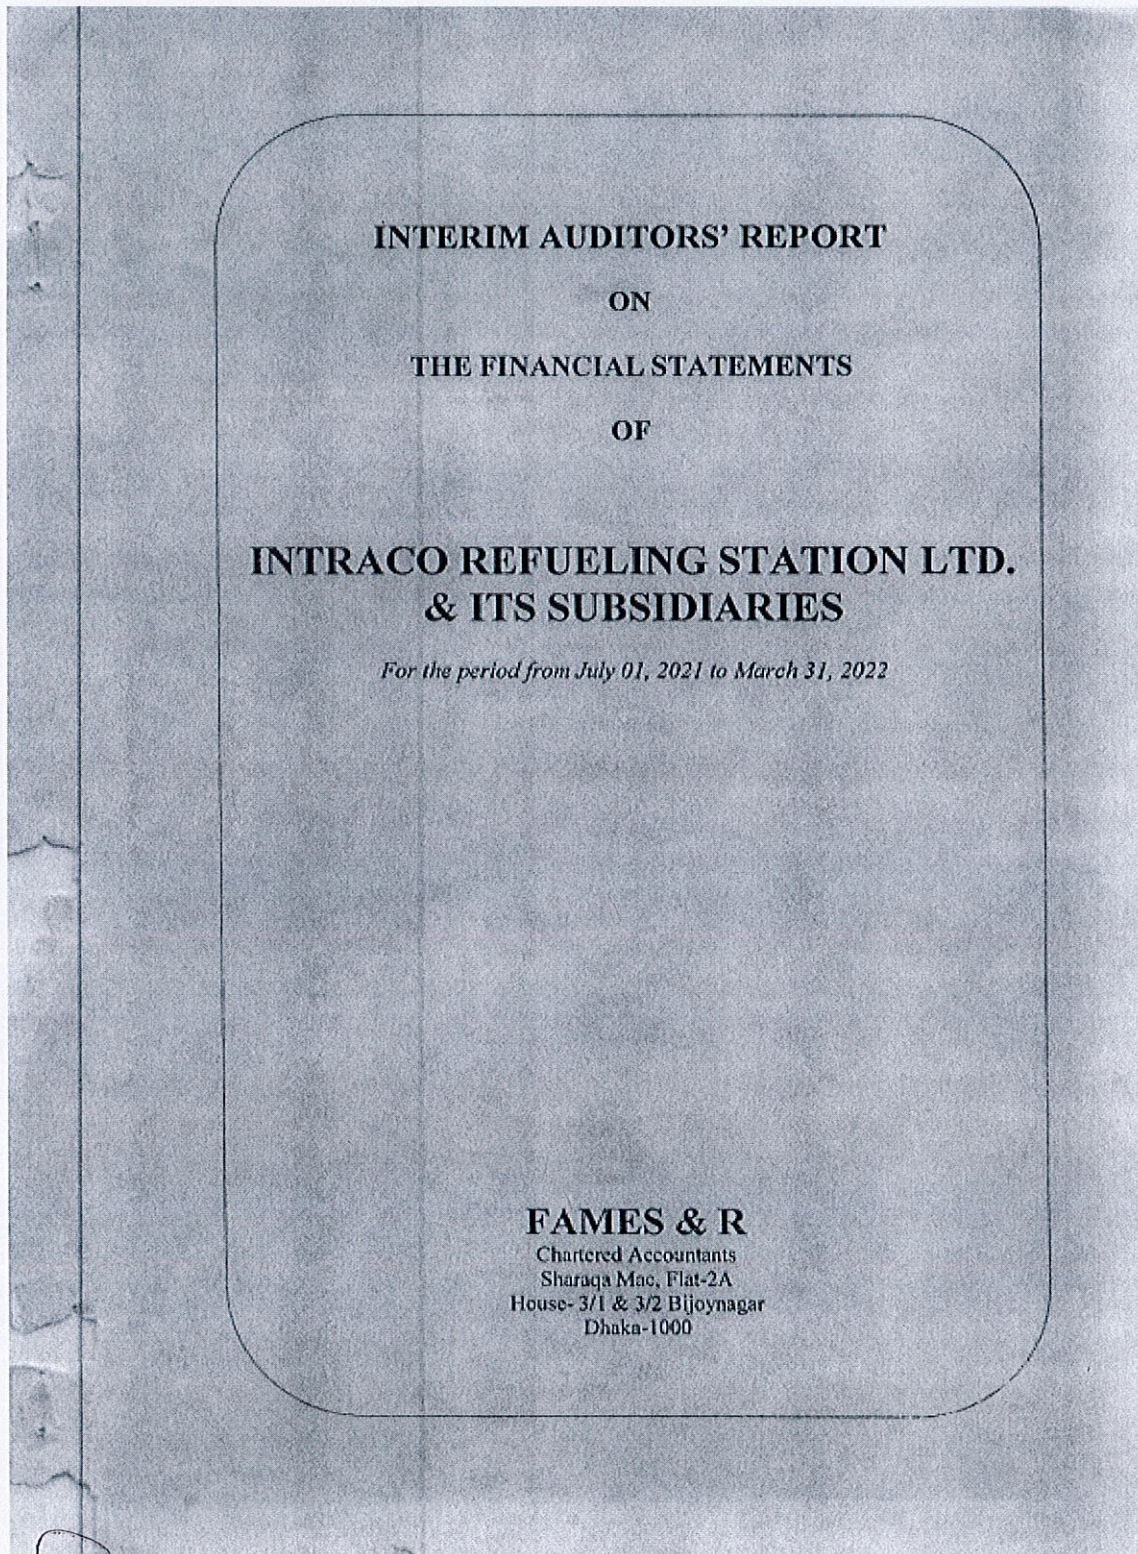 INTERIM AUDITORS' REPORT
ON
THE FINANCIAL STATEMENTS
OF
INTRACO REFUELING STATION LTD.
& ITS SUBSIDIARIES
For the period from July 01, 2021 to March 31, 2022
FAMES & R
Chartered Accountants
Sharaqa Mac, Flat-2A
House- 3/1 & 3/2 Bijoynagar
Dhaka-1000